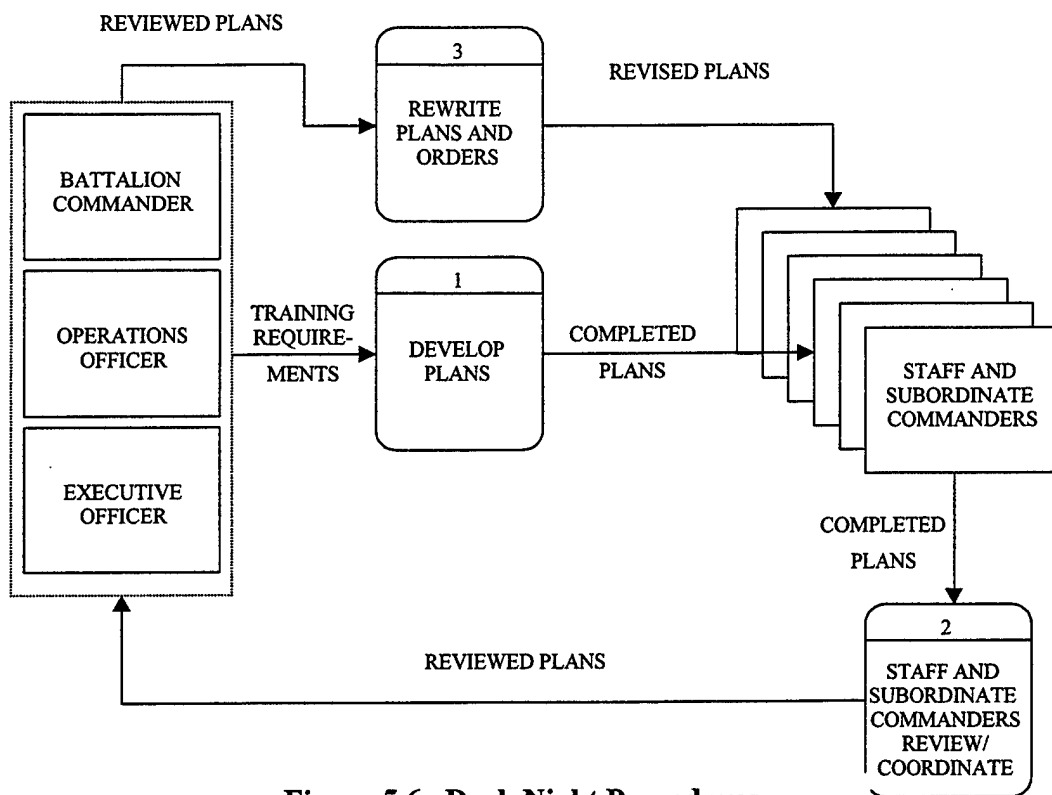 REVIEWED PLANS
3
REWRITE
PLANS AND
ORDERS
REVISED PLANS
BATTALION
COMMANDER
OPERATIONS
OFFICER
EXECUTIVE
OFFICER
TRAINING
REQUIRE-
MENTS
1
DEVELOP
PLANS
COMPLETED
PLANS
STAFF AND
SUBORDINATE
COMMANDERS
COMPLETED
PLANS
2
STAFF AND
SUBORDINATE
COMMANDERS
REVIEW/
COORDINATE
REVIEWED PLANS